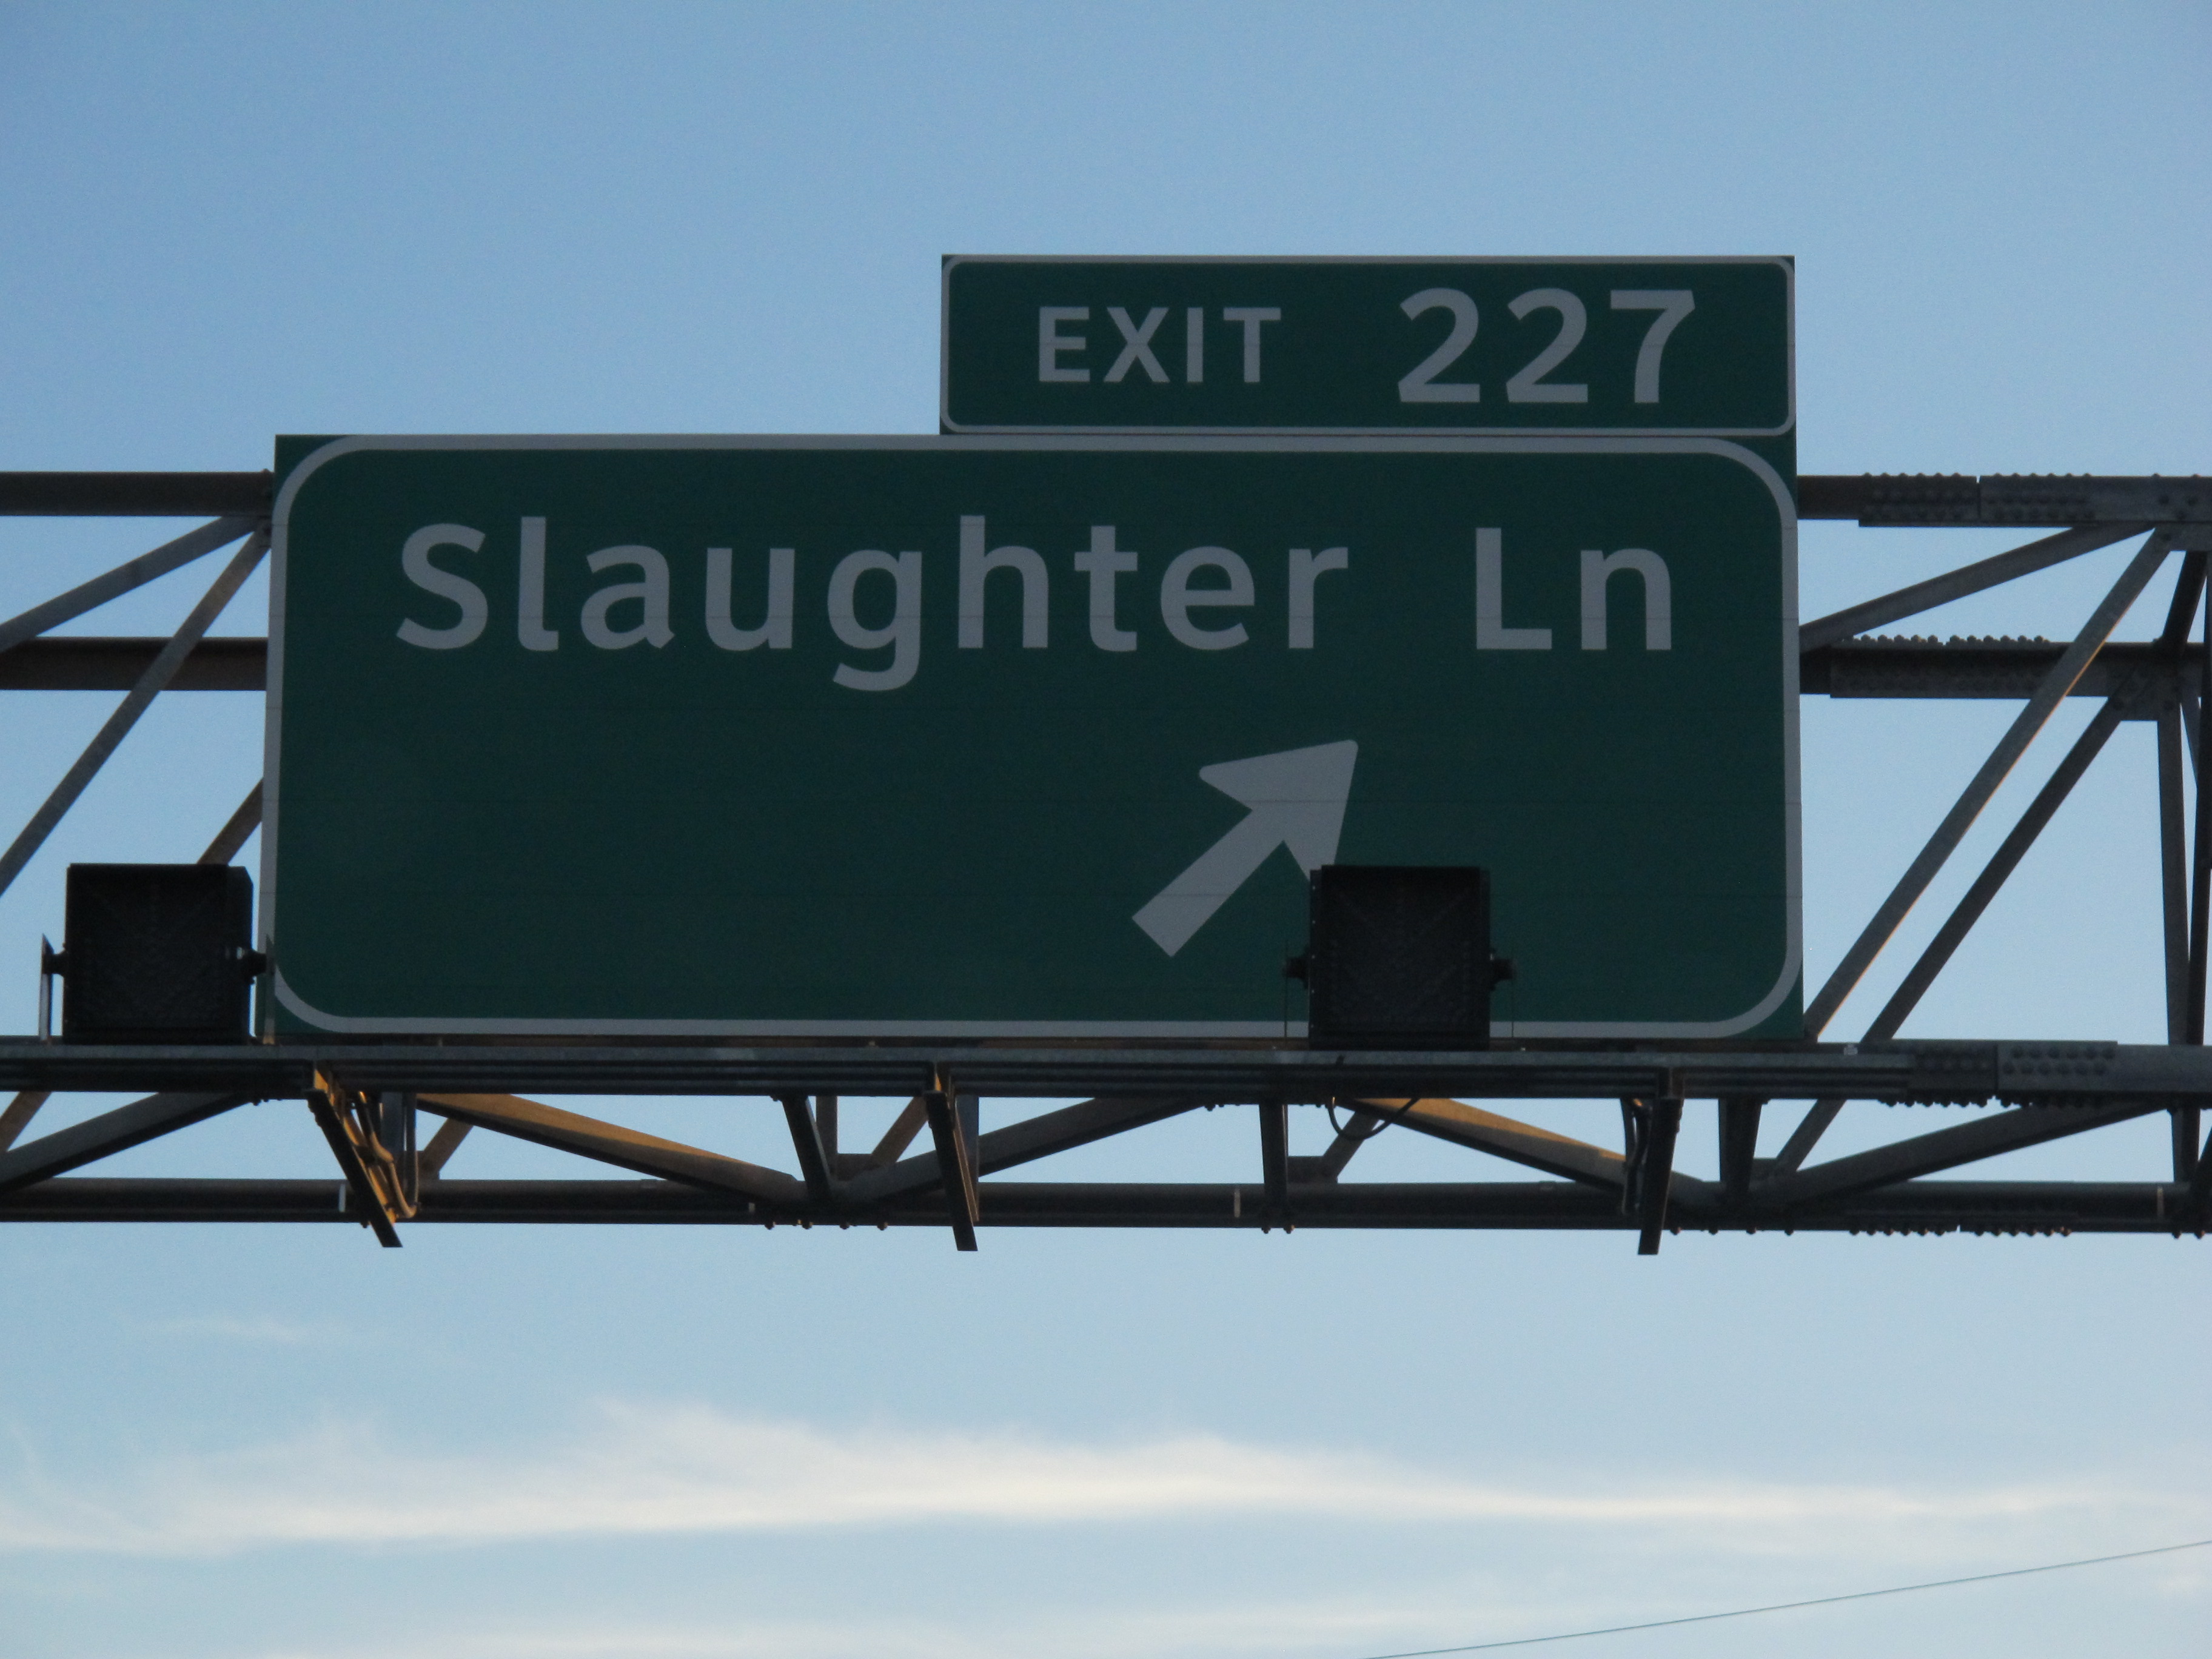 EXIT 227
Slaughter Ln